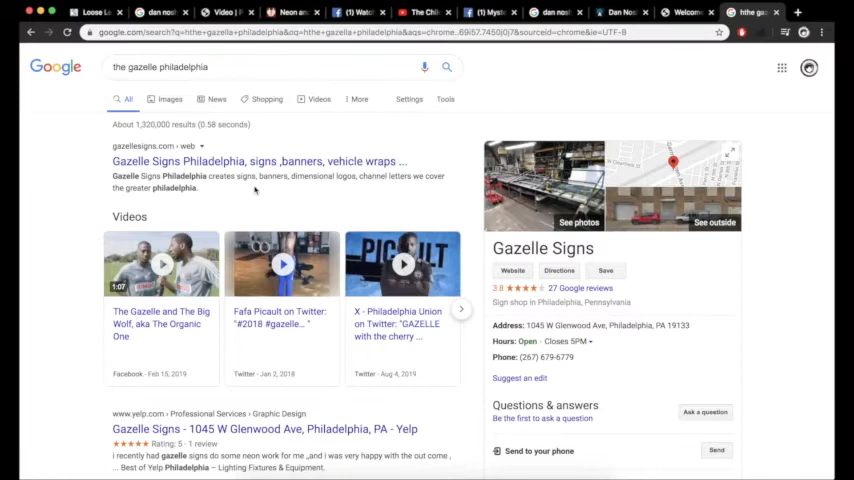 Loose Le
dan nosh
Video | P
Neon and
(1) Watc
The Chil
(1) Myste
dan nosh
Dan Nosh
Welcome
hthe gaz
google.com/search?q=hthe+gazella+philadelphia&oq=hthe+gazella+philadelphia&aqs=chrome..69i57.7450j0j7&sourceid=chrome&ie=UTF-8
Google
the gazelle philadelphia
All
Images
News
Shopping
Videos
More
Settings
Tools
About 1,320,000 results (0.58 seconds)
gazellesigns.com › web
Gazelle Signs Philadelphia, signs ,banners, vehicle wraps ...
Gazelle Signs Philadelphia creates signs, banners, dimensional logos, channel letters we cover
the greater philadelphia.
Videos
1:07
PICAULT
The Gazelle and The Big
Wolf, aka The Organic
One
Facebook - Feb 15, 2019
Fafa Picault on Twitter:
"#2018 #gazelle... "
Twitter - Jan 2, 2018
X - Philadelphia Union
on Twitter: "GAZELLE
with the cherry ...
Twitter - Aug 4, 2019
www.yelp.com › Professional Services › Graphic Design
Gazelle Signs - 1045 W Glenwood Ave, Philadelphia, PA - Yelp
Rating: 5 - 1 review
i recently had gazelle signs do some neon work for me ,,and i was very happy with the out come ,
... Best of Yelp Philadelphia – Lighting Fixtures & Equipment.
See photos
See outside
Gazelle Signs
Website
Directions
Save
3.8
27 Google reviews
Sign shop in Philadelphia, Pennsylvania
Address: 1045 W Glenwood Ave, Philadelphia, PA 19133
Hours: Open · Closes 5PM
Phone: (267) 679-6779
Suggest an edit
Questions & answers
Be the first to ask a question
Ask a question
Send to your phone
Send